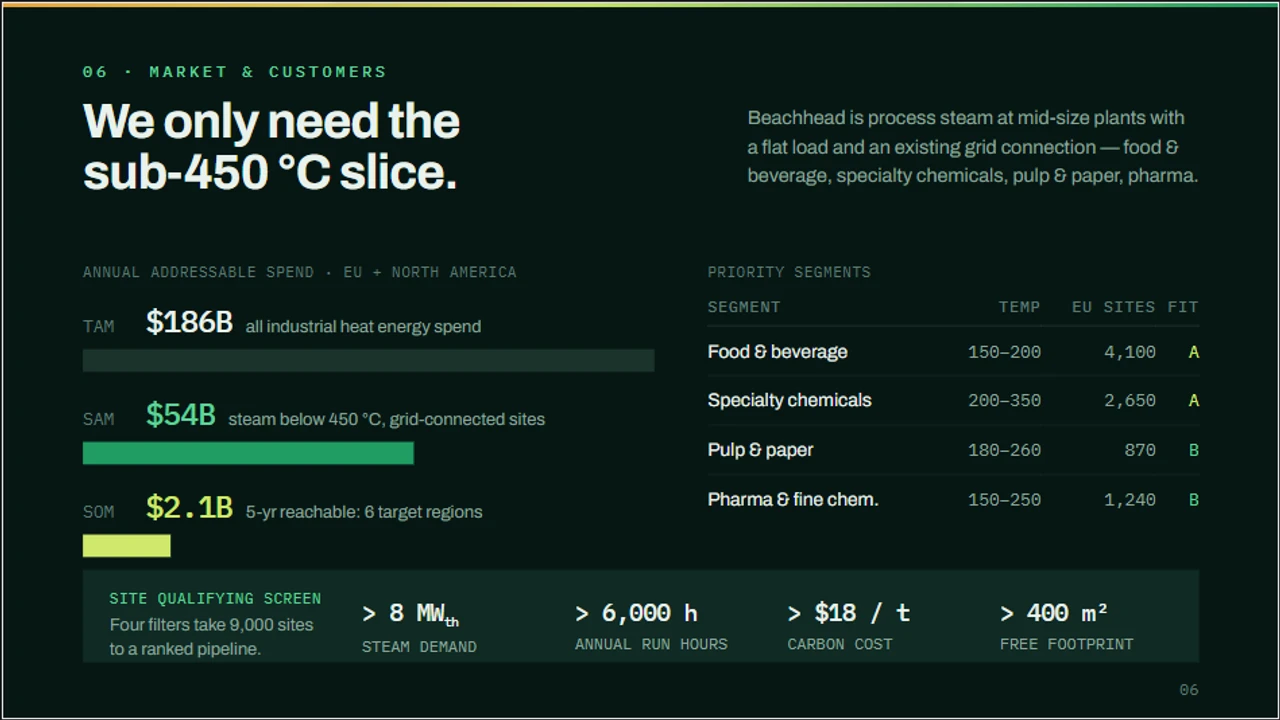 06 · MARKET & CUSTOMERS
We only need the
sub-450 °C slice.
Beachhead is process steam at mid-size plants with
a flat load and an existing grid connection — food &
beverage, specialty chemicals, pulp & paper, pharma.
ANNUAL ADDRESSABLE SPEND · EU + NORTH AMERICA
TAM $186B all industrial heat energy spend
SAM $54B steam below 450 °C, grid-connected sites
SOM $2.1B 5-yr reachable: 6 target regions
PRIORITY SEGMENTS
SEGMENT TEMP EU SITES FIT
Food & beverage 150–200 4,100 A
Specialty chemicals 200–350 2,650 A
Pulp & paper 180–260 870 B
Pharma & fine chem. 150–250 1,240 B
SITE QUALIFYING SCREEN
Four filters take 9,000 sites
to a ranked pipeline.
> 8 MWth
STEAM DEMAND
> 6,000 h
ANNUAL RUN HOURS
> $18 / t
CARBON COST
> 400 m²
FREE FOOTPRINT
06